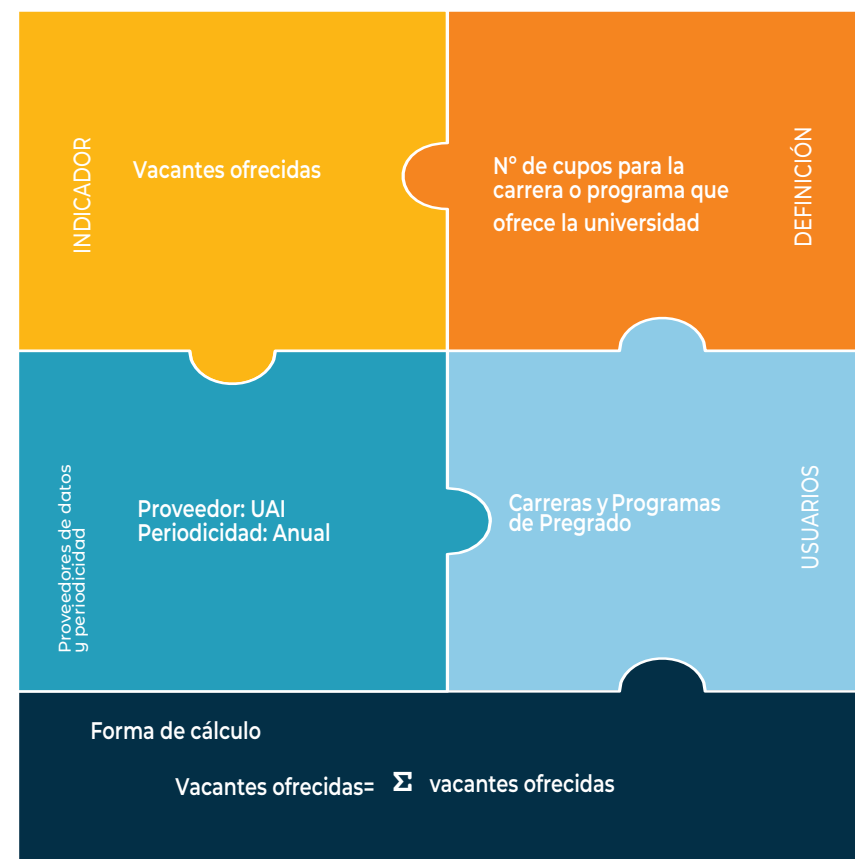 INDICADOR
Vacantes ofrecidas
N° de cupos para la
carrera o programa que
ofrece la universidad
DEFINICIÓN
Proveedores de datos
y periodicidad
Proveedor: UAI
Periodicidad: Anual
Carreras y Programas
de Pregrado
USUARIOS
Forma de cálculo
Vacantes ofrecidas= Σ vacantes ofrecidas